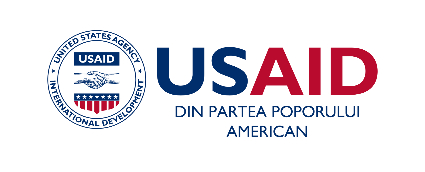 UNITED STATES AGENCY
USAID
INTERNATIONAL DEVELOPMENT
USAID
DIN PARTEA POPORULUI
AMERICAN